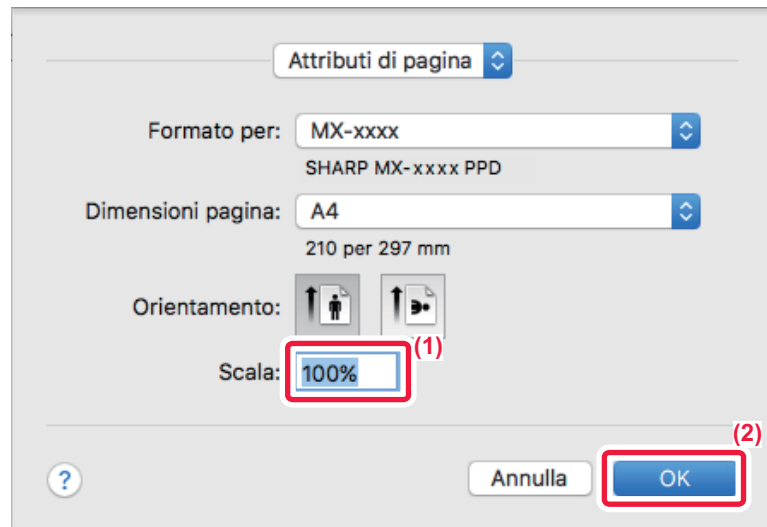 Attributi di pagina
Formato per: MX-xxxx
SHARP MX-xxxx PPD
Dimensioni pagina: A4
210 per 297 mm
Orientamento:
(1)
Scala: 100%
(2)
? Annulla OK